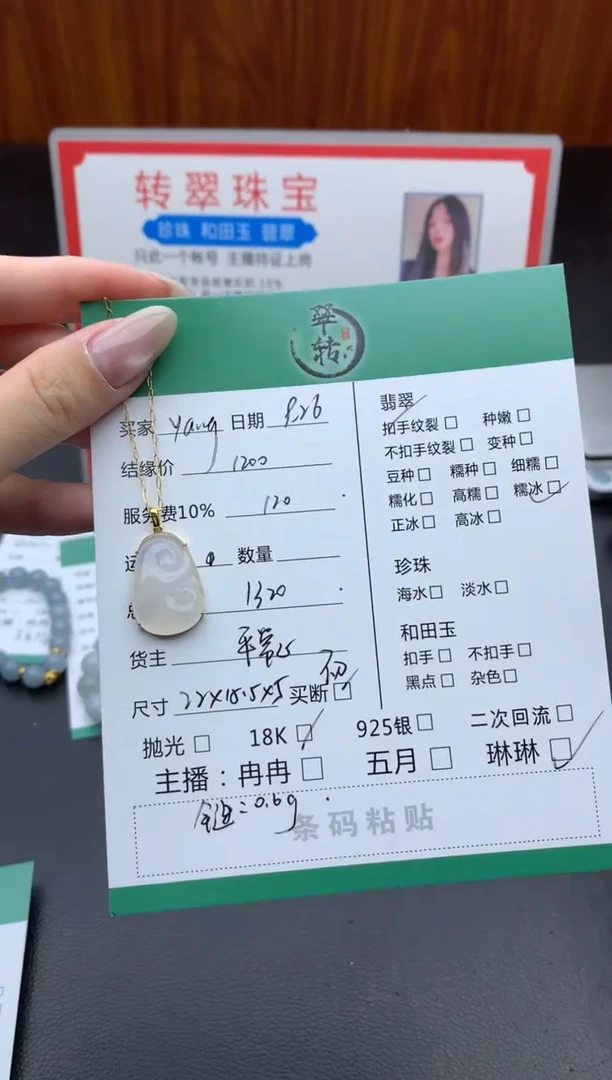 转翠珠宝
珍珠 和田玉 翡翠
只此一个帐号 主播持证上岗
翠转
买家 yang 日期 9.26
结缘价 1200
服务费10% 120
数量
1320
货主
尺寸 22X15.5X5 买断
抛光 18K 925银 二次回流
主播：冉冉 五月 琳琳
=0.6g
条码粘贴
翡翠
扣手纹裂 种嫩
不扣手纹裂 变种
豆种 糯种 细糯
糯化 高糯 糯冰
正冰 高冰
珍珠
海水 淡水
和田玉
扣手 不扣手
黑点 杂色